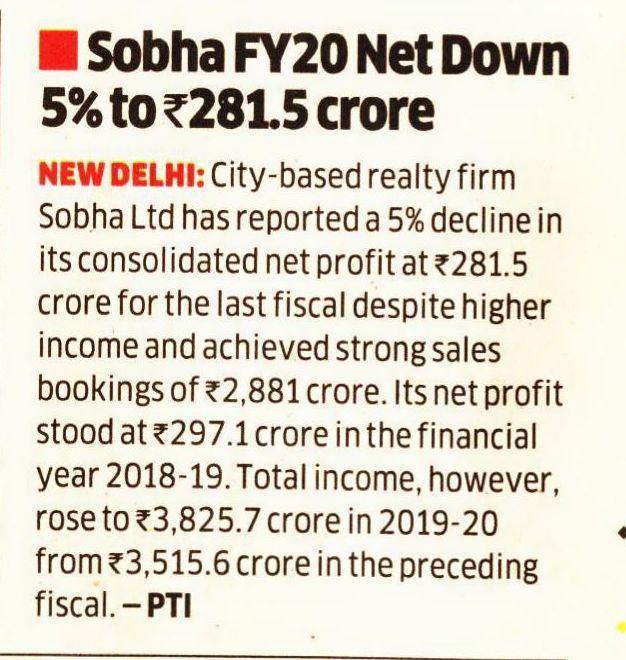 Sobha FY20 Net Down
5% to ₹281.5 crore
NEW DELHI: City-based realty firm
Sobha Ltd has reported a 5% decline in
its consolidated net profit at ₹281.5
crore for the last fiscal despite higher
income and achieved strong sales
bookings of ₹2,881 crore. Its net profit
stood at ₹297.1 crore in the financial
year 2018-19. Total income, however,
rose to ₹3,825.7 crore in 2019-20
from ₹3,515.6 crore in the preceding
fiscal. – PTI